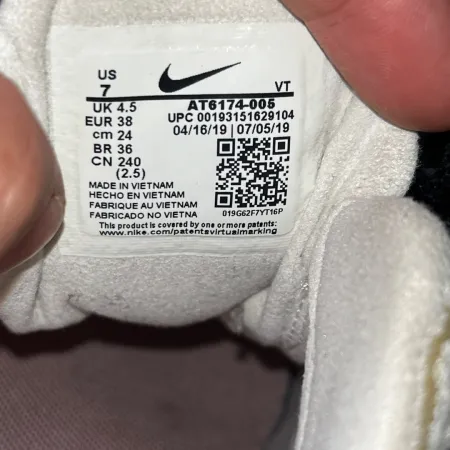 US
7
VT
UK 4.5
EUR 38
cm 24
BR 36
CN 240
(2.5)
AT6174-005
UPC 00193151629104
04/16/19 | 07/05/19
MADE IN VIETNAM
HECHO EN VIETNAM
FABRIQUE AU VIETNAM
FABRICADO NO VIETNA
019G62F7YT16P
This product is covered by one or more patents
www.nike.com/patentsvirtualmarking